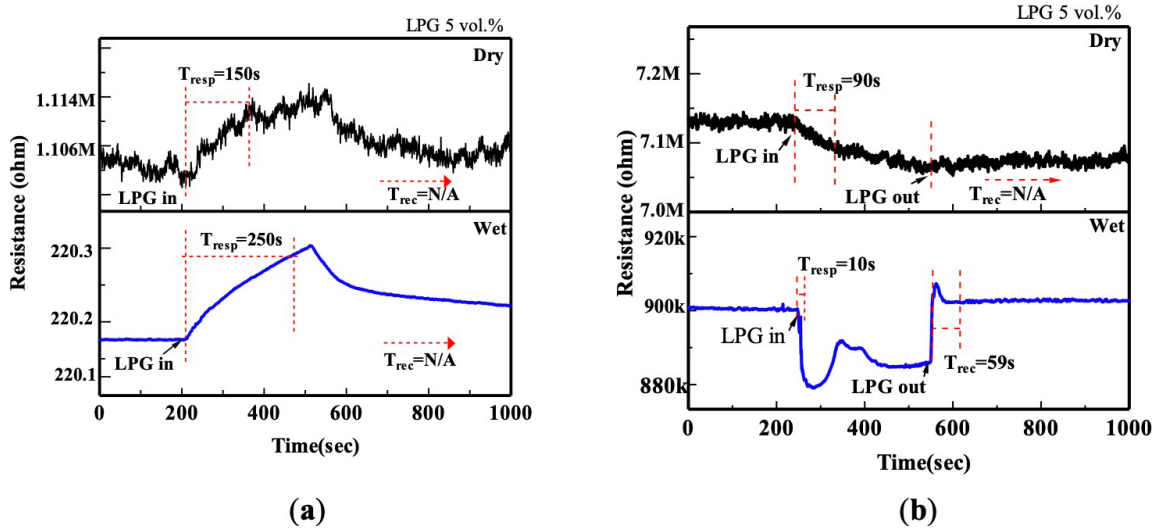 LPG 5 vol.%
Dry
Tresp=150s
1.114M
1.106M
LPG in
Trec=N/A
Wet
Tresp=250s
220.3
220.2
LPG in
Trec=N/A
220.1
0 200 400 600 800 1000
Time(sec)
Resistance (ohm)
(a)
LPG 5 vol.%
Dry
7.2M
Tresp=90s
7.1M
LPG in
LPG out
Trec=N/A
7.0M
Wet
920k
Tresp=10s
900k
LPG in
LPG out
Trec=59s
880k
0 200 400 600 800 1000
Time(sec)
Resistance (ohm)
(b)